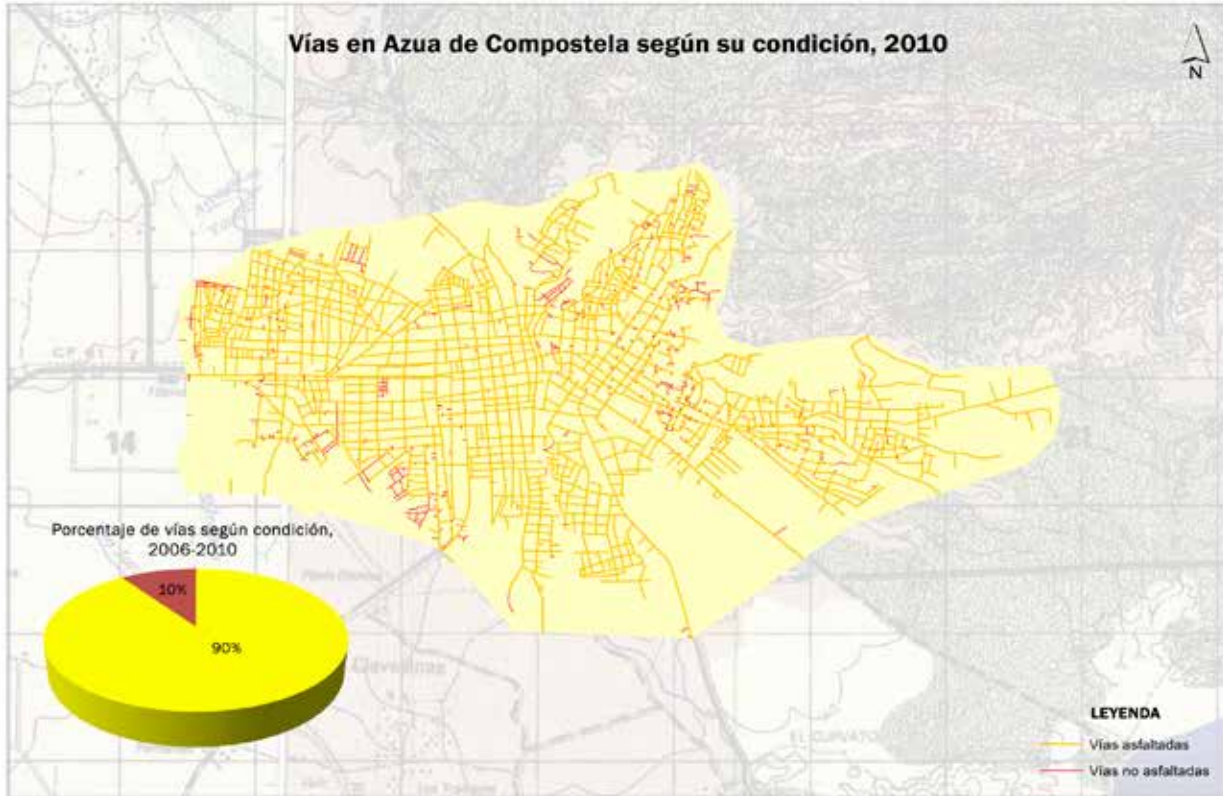 Vías en Azua de Compostela según su condición, 2010
N
14
Porcentaje de vías según condición,
2006-2010
10%
90%
LEYENDA
Vías asfaltadas
Vías no asfaltadas